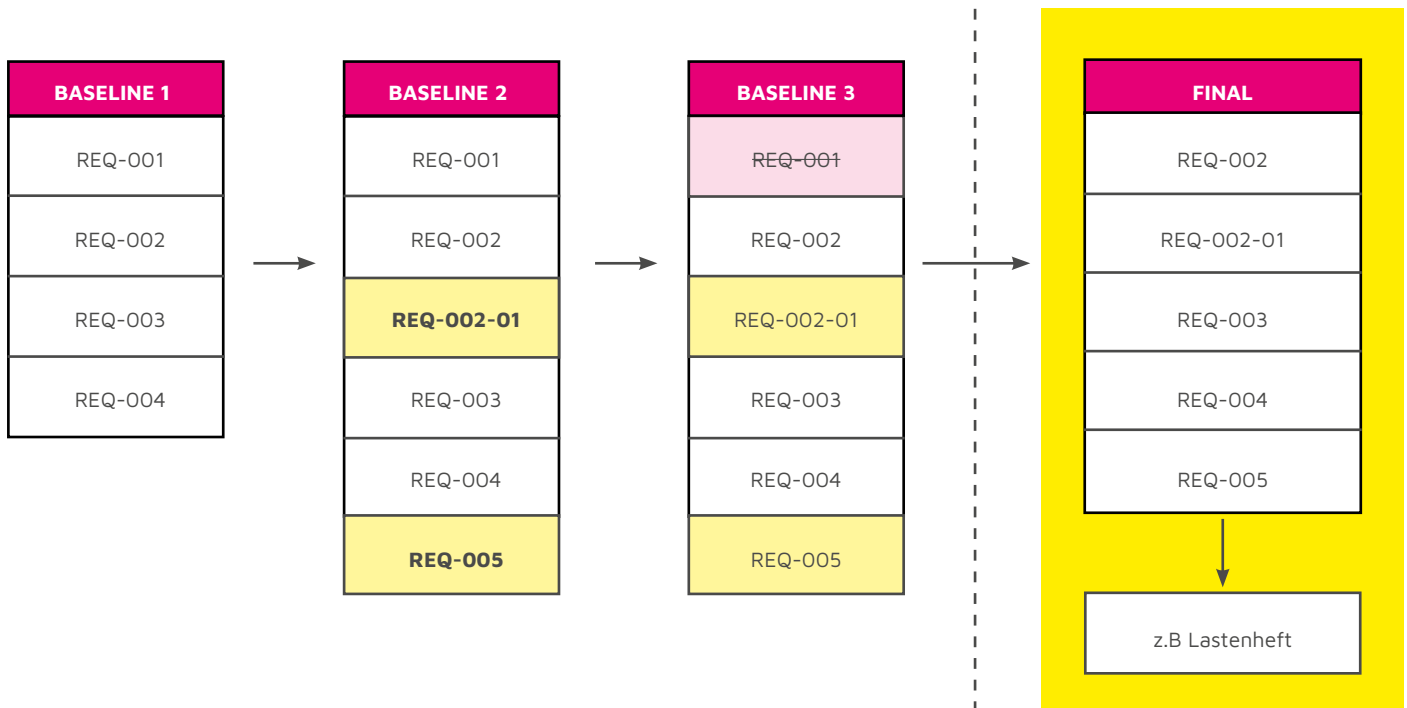 BASELINE 1
REQ-001
REQ-002
REQ-003
REQ-004
BASELINE 2
REQ-001
REQ-002
REQ-002-01
REQ-003
REQ-004
REQ-005
BASELINE 3
REQ-001
REQ-002
REQ-002-01
REQ-003
REQ-004
REQ-005
FINAL
REQ-002
REQ-002-01
REQ-003
REQ-004
REQ-005
z.B Lastenheft